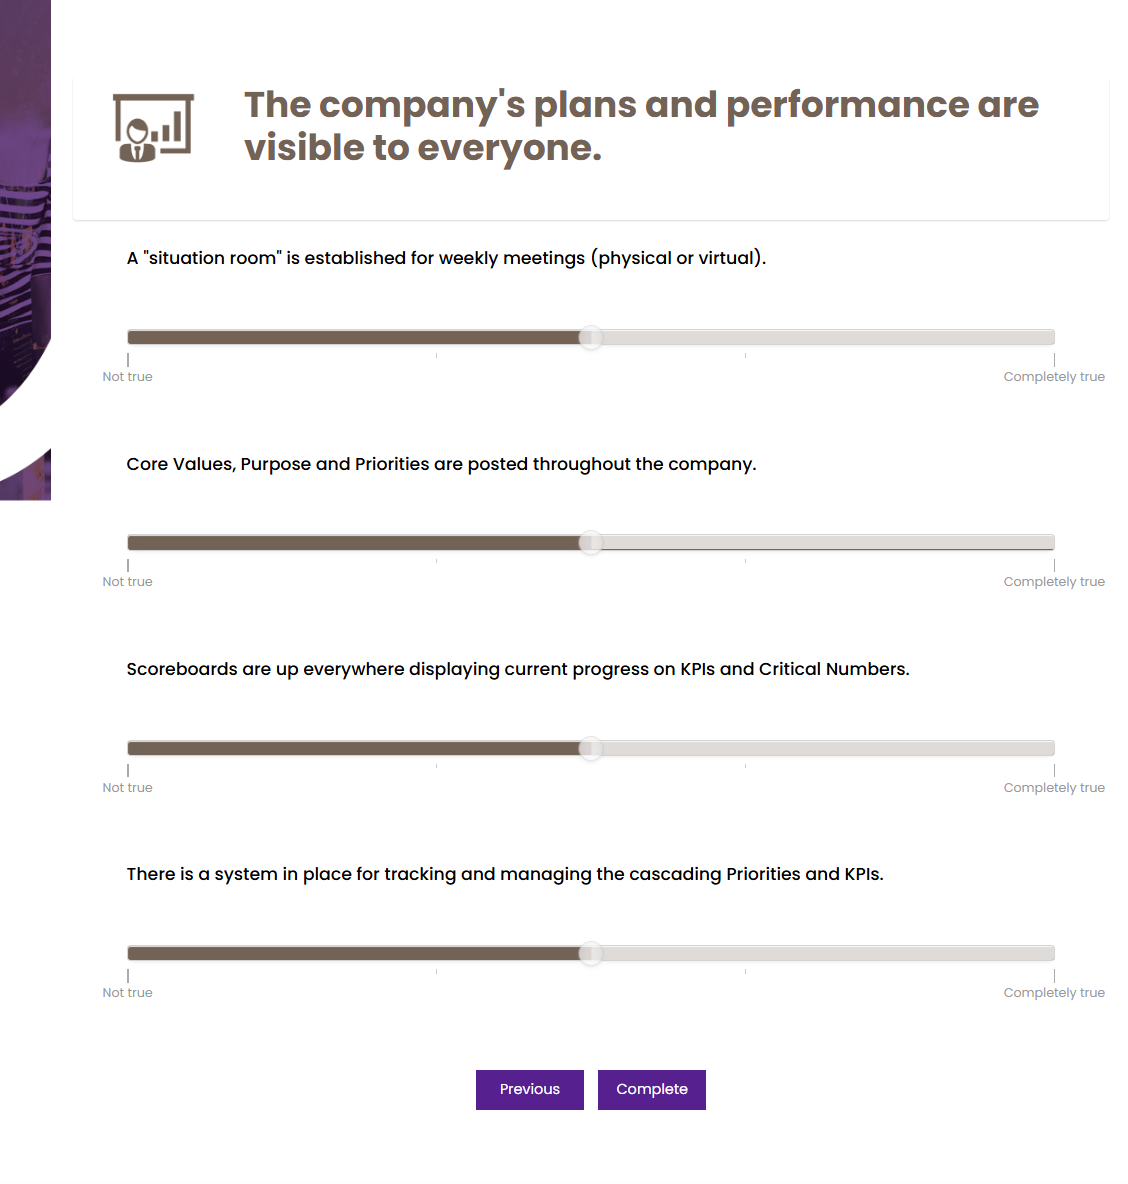 The company's plans and performance are
visible to everyone.
A "situation room" is established for weekly meetings (physical or virtual).
Not true
Completely true
Core Values, Purpose and Priorities are posted throughout the company.
Not true
Completely true
Scoreboards are up everywhere displaying current progress on KPIs and Critical Numbers.
Not true
Completely true
There is a system in place for tracking and managing the cascading Priorities and KPIs.
Not true
Completely true
Previous
Complete